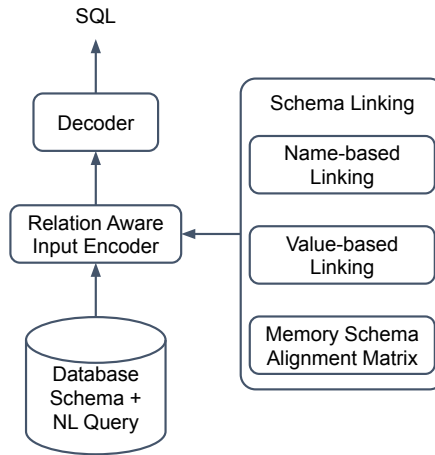 SQL
Decoder
Relation Aware
Input Encoder
Database
Schema +
NL Query
Schema Linking
Name-based
Linking
Value-based
Linking
Memory Schema
Alignment Matrix